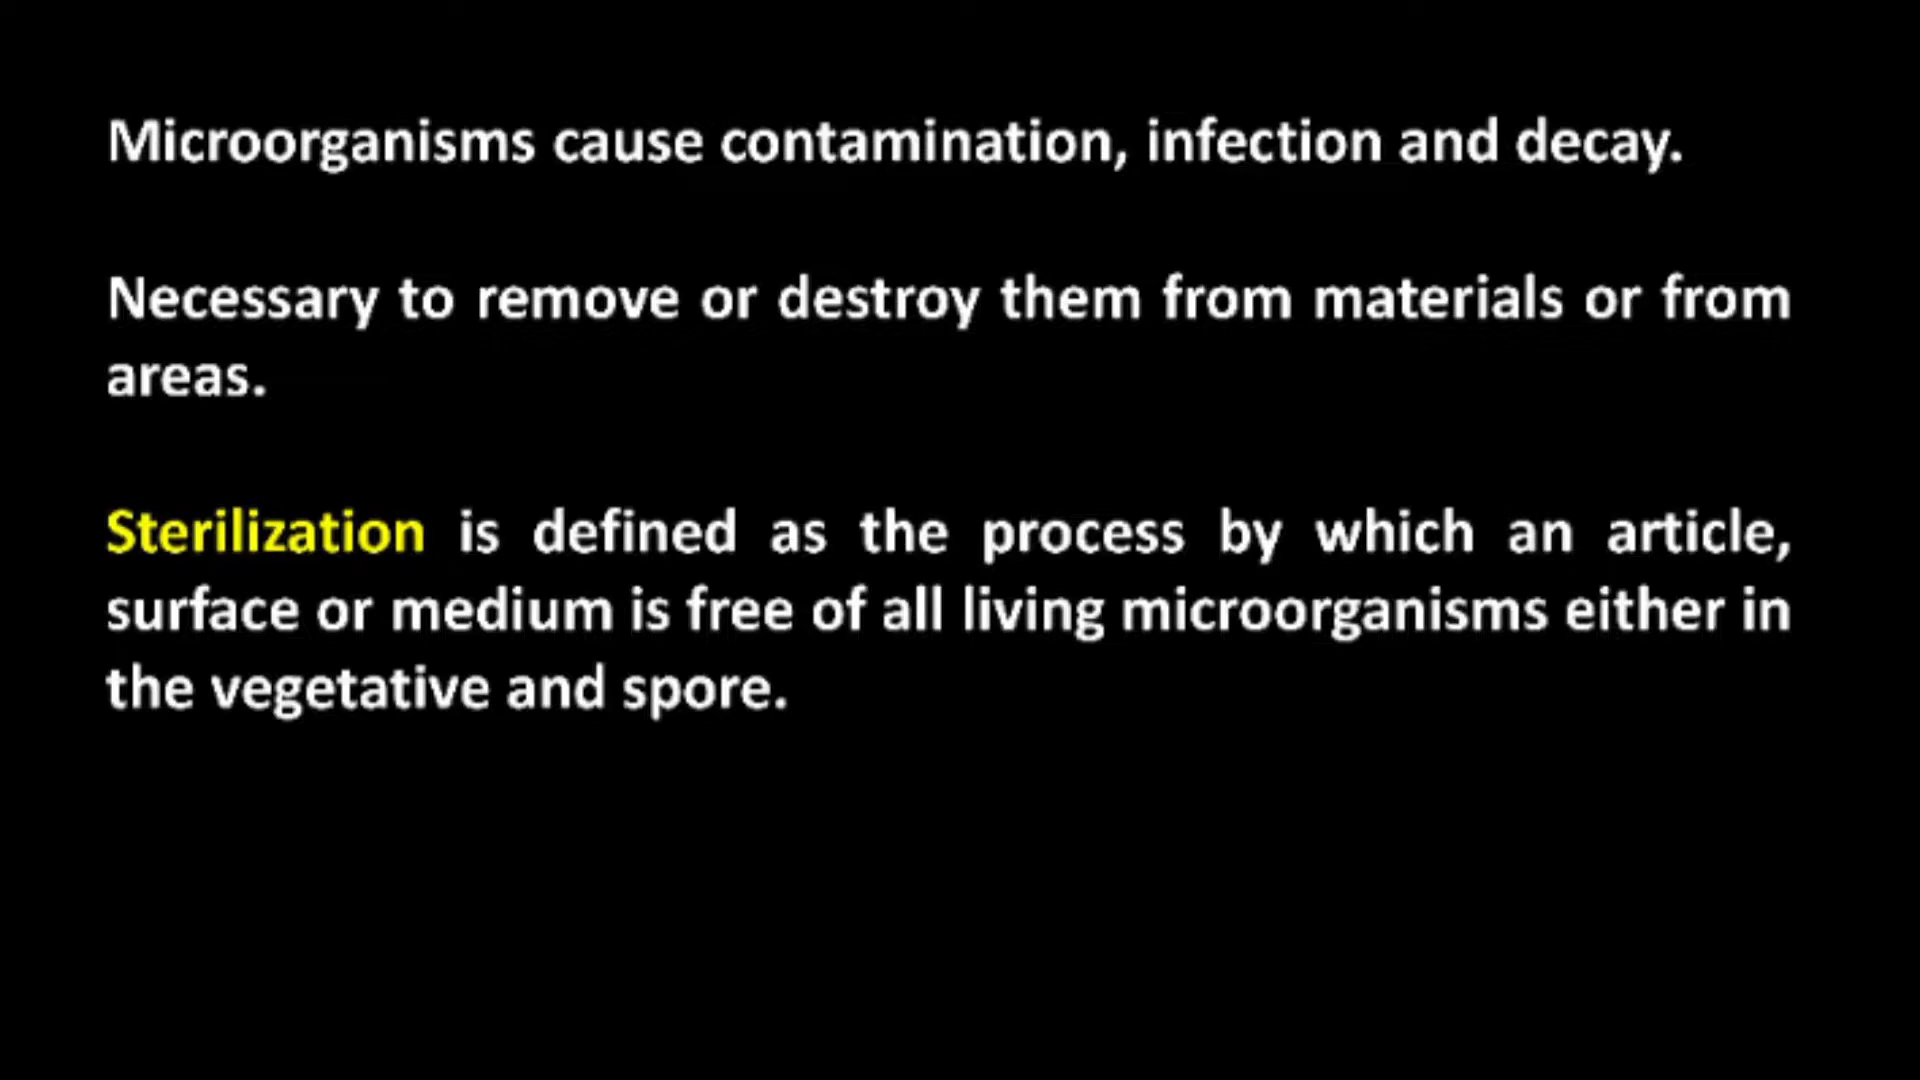 Microorganisms cause contamination, infection and decay.
Necessary to remove or destroy them from materials or from
areas.
Sterilization is defined as the process by which an article,
surface or medium is free of all living microorganisms either in
the vegetative and spore.